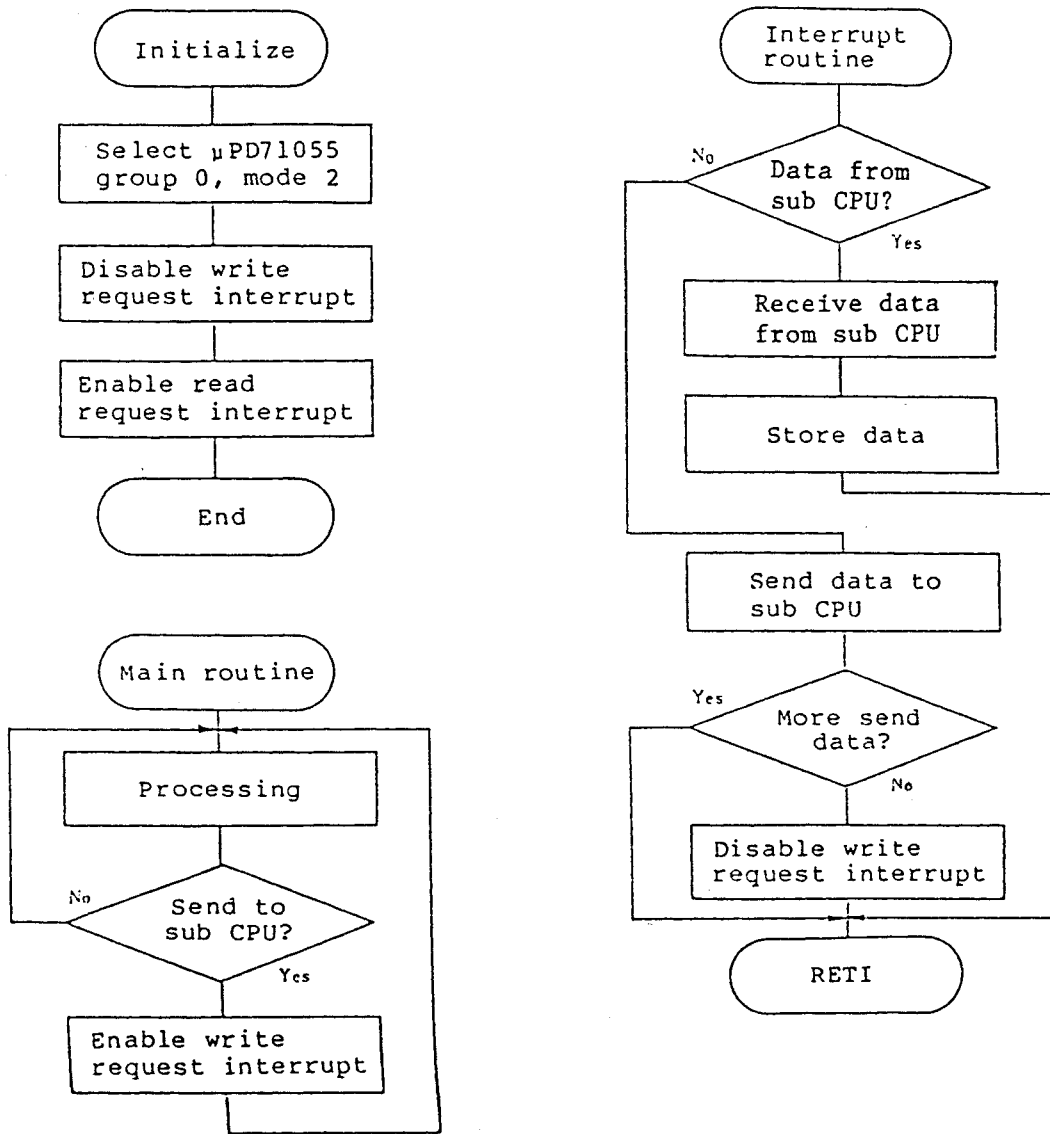 Initialize
Select µPD71055
group 0, mode 2
Disable write
request interrupt
Enable read
request interrupt
End
Main routine
Processing
No
Send to
sub CPU?
Yes
Enable write
request interrupt
Interrupt
routine
No
Data from
sub CPU?
Yes
Receive data
from sub CPU
Store data
Send data to
sub CPU
Yes
More send
data?
No
Disable write
request interrupt
RETI